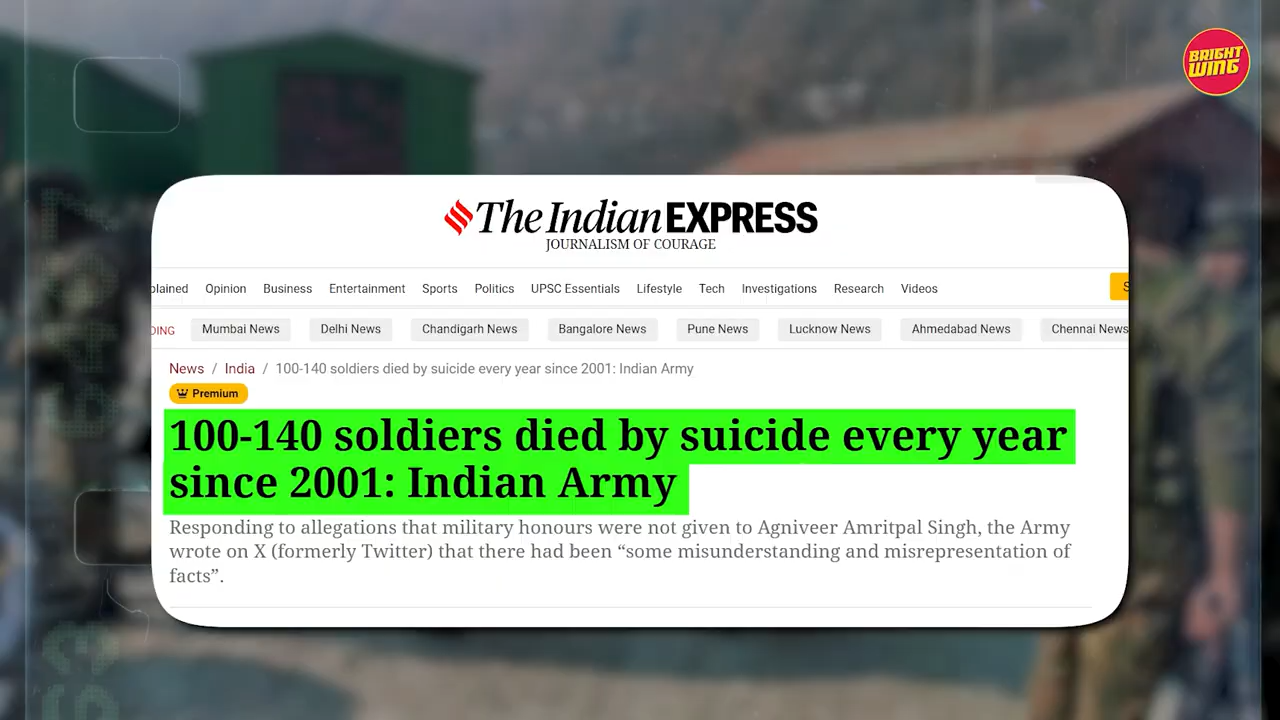 BRIGHT
WING
The Indian EXPRESS
JOURNALISM OF COURAGE
plained Opinion Business Entertainment Sports Politics UPSC Essentials Lifestyle Tech Investigations Research Videos S
DING Mumbai News Delhi News Chandigarh News Bangalore News Pune News Lucknow News Ahmedabad News Chennai News
News / India / 100-140 soldiers died by suicide every year since 2001: Indian Army
Premium
100-140 soldiers died by suicide every year
since 2001: Indian Army
Responding to allegations that military honours were not given to Agniveer Amritpal Singh, the Army
wrote on X (formerly Twitter) that there had been “some misunderstanding and misrepresentation of
facts”.